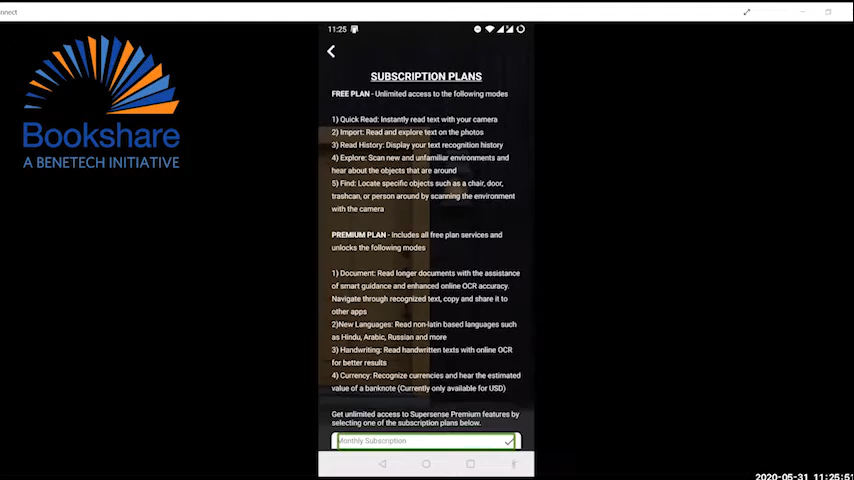 nnect
Bookshare
A BENETECH INITIATIVE
11:25
SUBSCRIPTION PLANS
FREE PLAN - Unlimited access to the following modes
1) Quick Read: Instantly read text with your camera
2) Import: Read and explore text on the photos
3) Read History: Display your text recognition history
4) Explore: Scan new and unfamiliar environments and
hear about the objects that are around
5) Find: Locate specific objects such as a chair, door,
trashcan, or person around by scanning the environment
with the camera
PREMIUM PLAN - Includes all free plan services and
unlocks the following modes
1) Document: Read longer documents with the assistance
of smart guidance and enhanced online OCR accuracy.
Navigate through recognized text, copy and share it to
other apps
2)New Languages: Read non-latin based languages such
as Hindu, Arabic, Russian and more
3) Handwriting: Read handwritten texts with online OCR
for better results
4) Currency: Recognize currencies and hear the estimated
value of a banknote (Currently only available for USD)
Get unlimited access to Supersense Premium features by
selecting one of the subscription plans below.
Monthly Subscription
2020-05-31 11:25:51